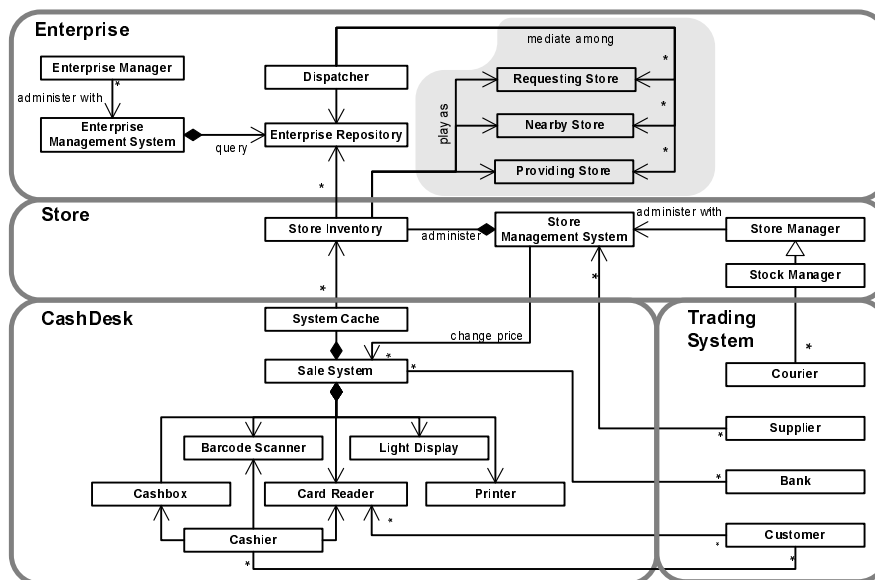 Enterprise
mediate among
Enterprise Manager
Dispatcher
Requesting Store
*
*
administer with
play as
Enterprise
Management System
query
Enterprise Repository
Nearby Store
*
Providing Store
*
*
Store
Store Inventory
administer
Store
Management System
administer with
Store Manager
Stock Manager
*
*
CashDesk
System Cache
change price
Trading
System
*
Sale System
*
*
Courier
Barcode Scanner
Light Display
Supplier
*
Cashbox
Card Reader
Printer
Bank
*
*
Cashier
Customer
*
*
*